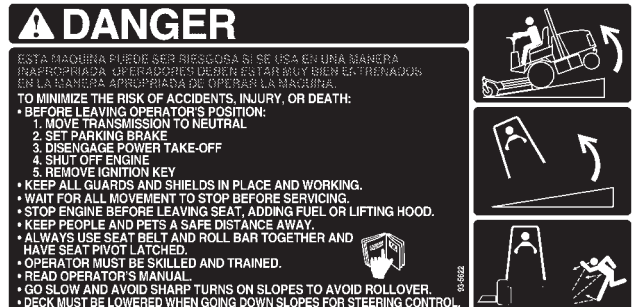 DANGER
ESTA MAQUINA PUEDE SER RIESGOSA SI SE USA EN UNA MANERA
INAPROPRIADA. OPERADORES DEBEN ESTAR MUY BIEN ENTRENADOS
EN LA MANERA APROPRIADA DE OPERAR LA MAQUINA.
TO MINIMIZE THE RISK OF ACCIDENTS, INJURY, OR DEATH:
• BEFORE LEAVING OPERATOR'S POSITION:
1. MOVE TRANSMISSION TO NEUTRAL
2. SET PARKING BRAKE
3. DISENGAGE POWER TAKE-OFF
4. SHUT OFF ENGINE
5. REMOVE IGNITION KEY
• KEEP ALL GUARDS AND SHIELDS IN PLACE AND WORKING.
• WAIT FOR ALL MOVEMENT TO STOP BEFORE SERVICING.
• STOP ENGINE BEFORE LEAVING SEAT, ADDING FUEL OR LIFTING HOOD.
• KEEP PEOPLE AND PETS A SAFE DISTANCE AWAY.
• ALWAYS USE SEAT BELT AND ROLL BAR TOGETHER AND
HAVE SEAT PIVOT LATCHED.
• OPERATOR MUST BE SKILLED AND TRAINED.
• READ OPERATOR'S MANUAL.
• GO SLOW AND AVOID SHARP TURNS ON SLOPES TO AVOID ROLLOVER.
• DECK MUST BE LOWERED WHEN GOING DOWN SLOPES FOR STEERING CONTROL.
93-5622